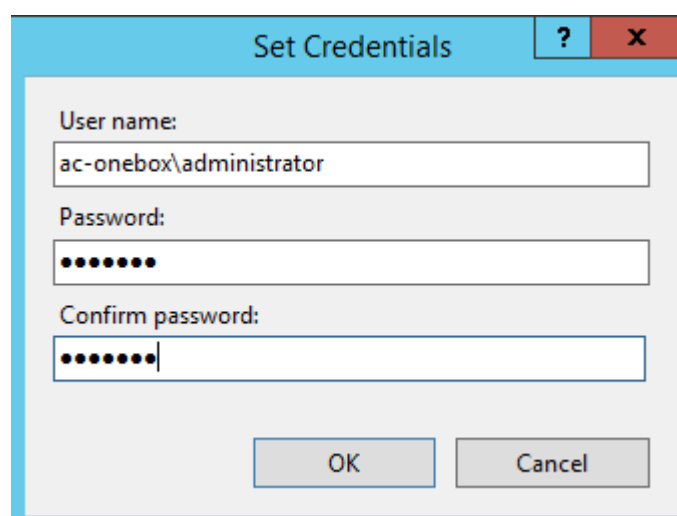 Set Credentials
?
x
User name:
ac-onebox\administrator
Password:
●●●●●●●
Confirm password:
●●●●●●●
OK
Cancel